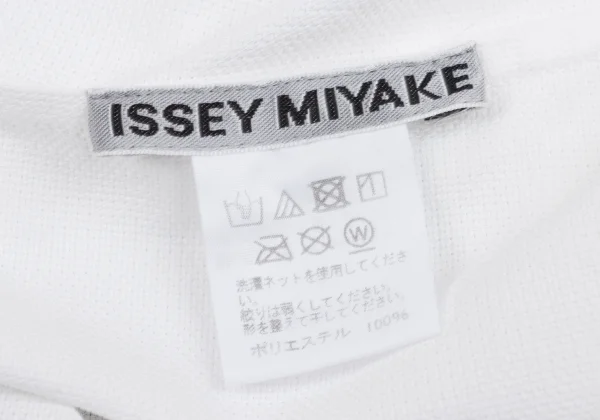 ISSEY MIYAKE
W
洗濯ネットを使用してくださ
い。
絞りは弱くしてください。
形を整えて干してください。
ポリエステル 100%